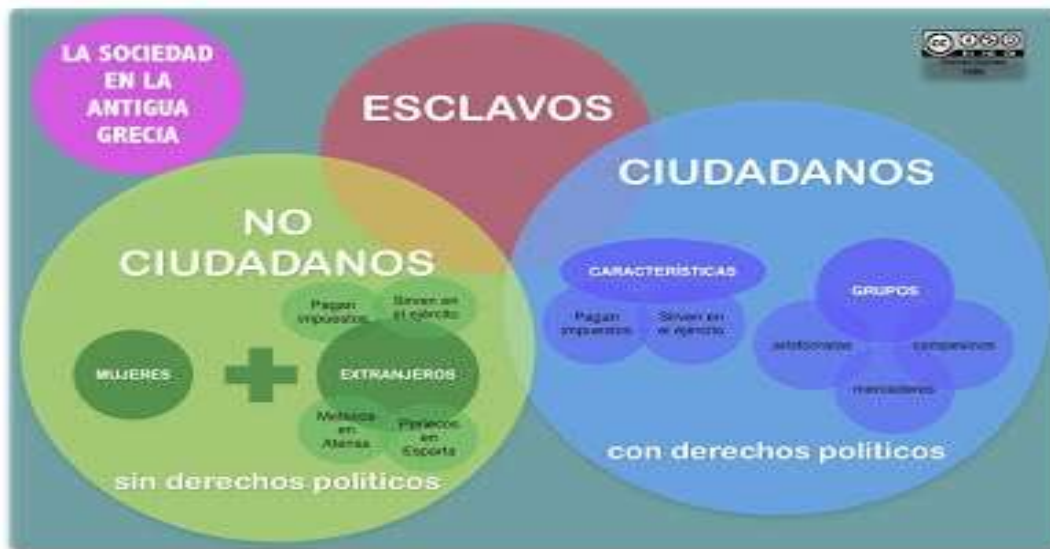 LA SOCIEDAD
EN LA
ANTIGUA
GRECIA
ESCLAVOS
CIUDADANOS
NO
CIUDADANOS
CARACTERÍSTICAS
Pagan
impuestos
Sirven en
el ejército
GRUPOS
aristócratas
campesinos
mercaderes
con derechos políticos
Pagan
impuestos
Sirven en
el ejército
MUJERES
EXTRANJEROS
Metecos
en
Atenas
Periecos
en
Esparta
sin derechos políticos
cc